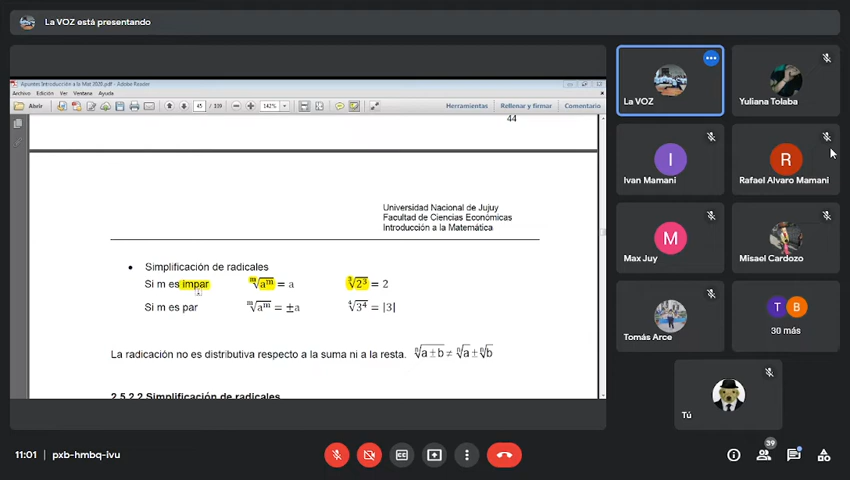 La VOZ está presentando
Apuntes Introducción a la Mat 2020.pdf - Adobe Reader
Archivo Edición Ver Ventana Ayuda
Abrir
45 / 119
142%
Herramientas
Rellenar y firmar
Comentario
44
Universidad Nacional de Jujuy
Facultad de Ciencias Económicas
Introducción a la Matemática
• Simplificación de radicales
Si m es impar ᵐ√aᵐ = a ³√2³ = 2
Si m es par ᵐ√aᵐ = ±a ⁴√3⁴ = |3|
La radicación no es distributiva respecto a la suma ni a la resta. ⁿ√a ± b ≠ ⁿ√a ± ⁿ√b
2.5.2.2 Simplificación de radicales
La VOZ
Yuliana Tolaba
I
Ivan Mamani
R
Rafael Alvaro Mamani
M
Max Juy
Misael Cardozo
Tomás Arce
T B
30 más
Tú
11:01 | pxb-hmbq-ivu
39